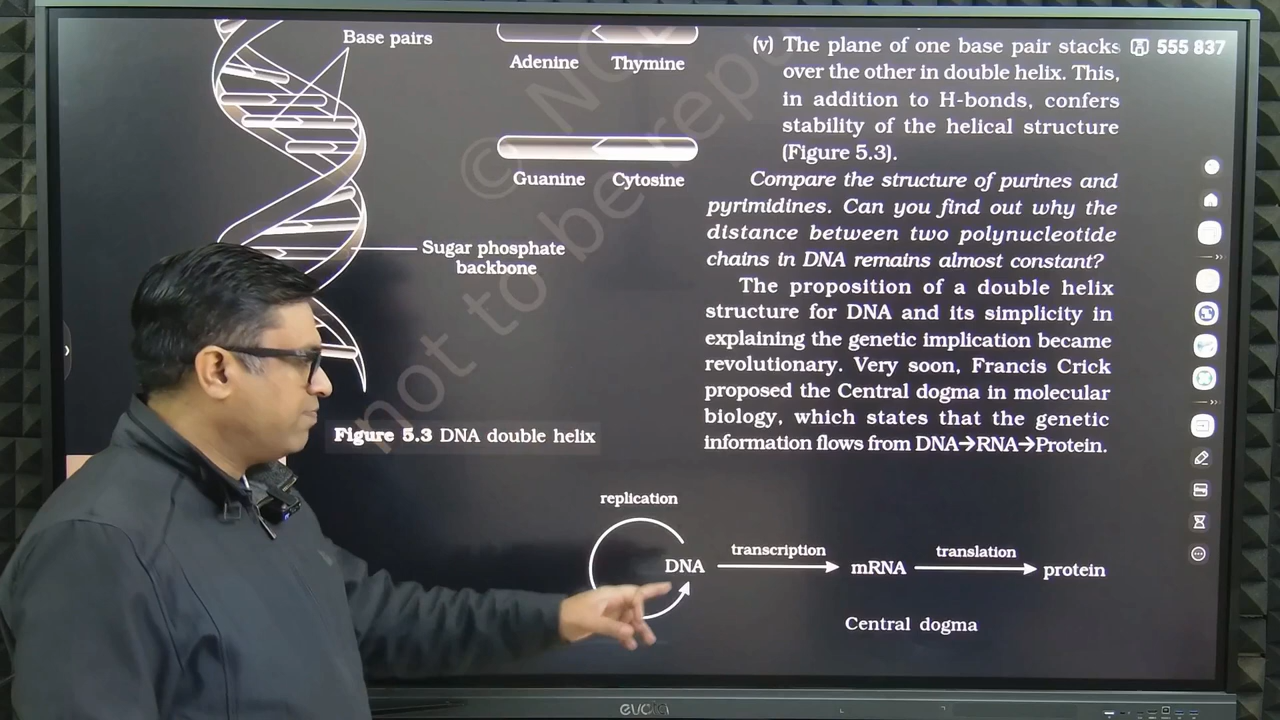 Base pairs
Adenine Thymine
Guanine Cytosine
Sugar phosphate
backbone
Figure 5.3 DNA double helix
(v) The plane of one base pair stacks
over the other in double helix. This,
in addition to H-bonds, confers
stability of the helical structure
(Figure 5.3).
Compare the structure of purines and
pyrimidines. Can you find out why the
distance between two polynucleotide
chains in DNA remains almost constant?
The proposition of a double helix
structure for DNA and its simplicity in
explaining the genetic implication became
revolutionary. Very soon, Francis Crick
proposed the Central dogma in molecular
biology, which states that the genetic
information flows from DNA→RNA→Protein.
555 837
© NC
not to be rep
replication
DNA transcription mRNA translation protein
Central dogma